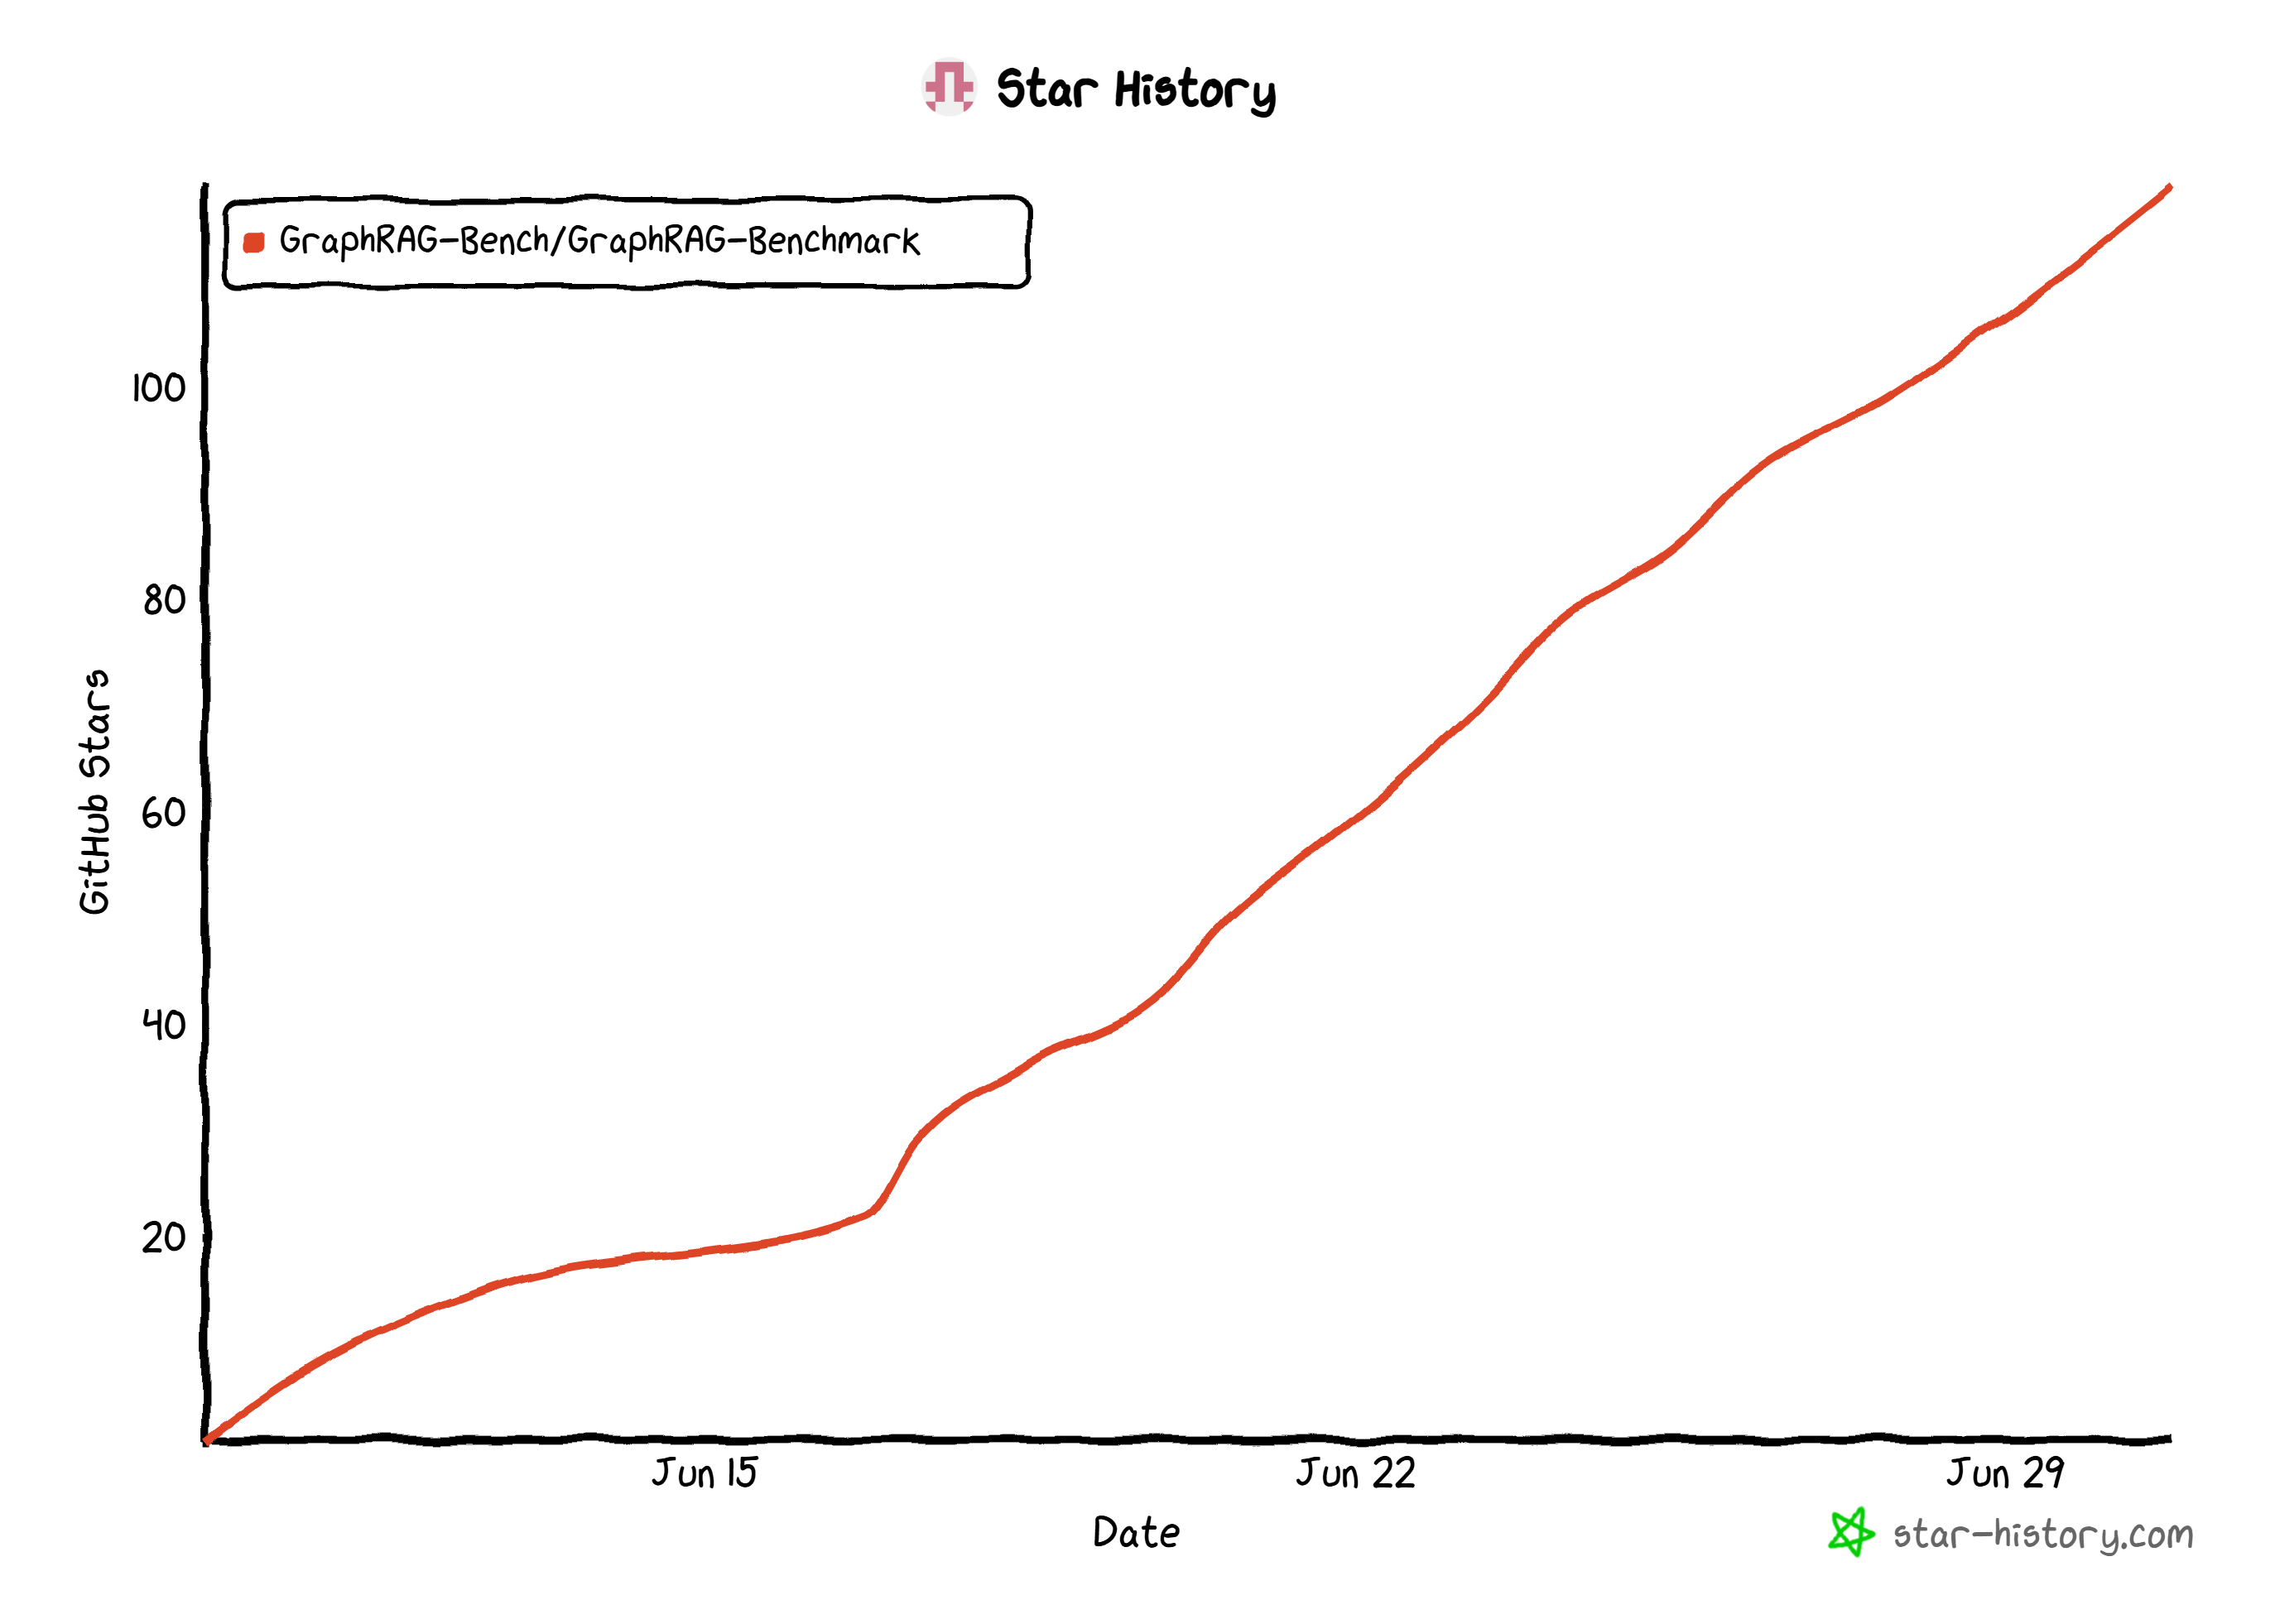 Star History
GraphRAG-Bench/GraphRAG-Benchmark
100
80
60
40
20
GitHub Stars
Jun 15
Jun 22
Jun 29
Date
star-history.com